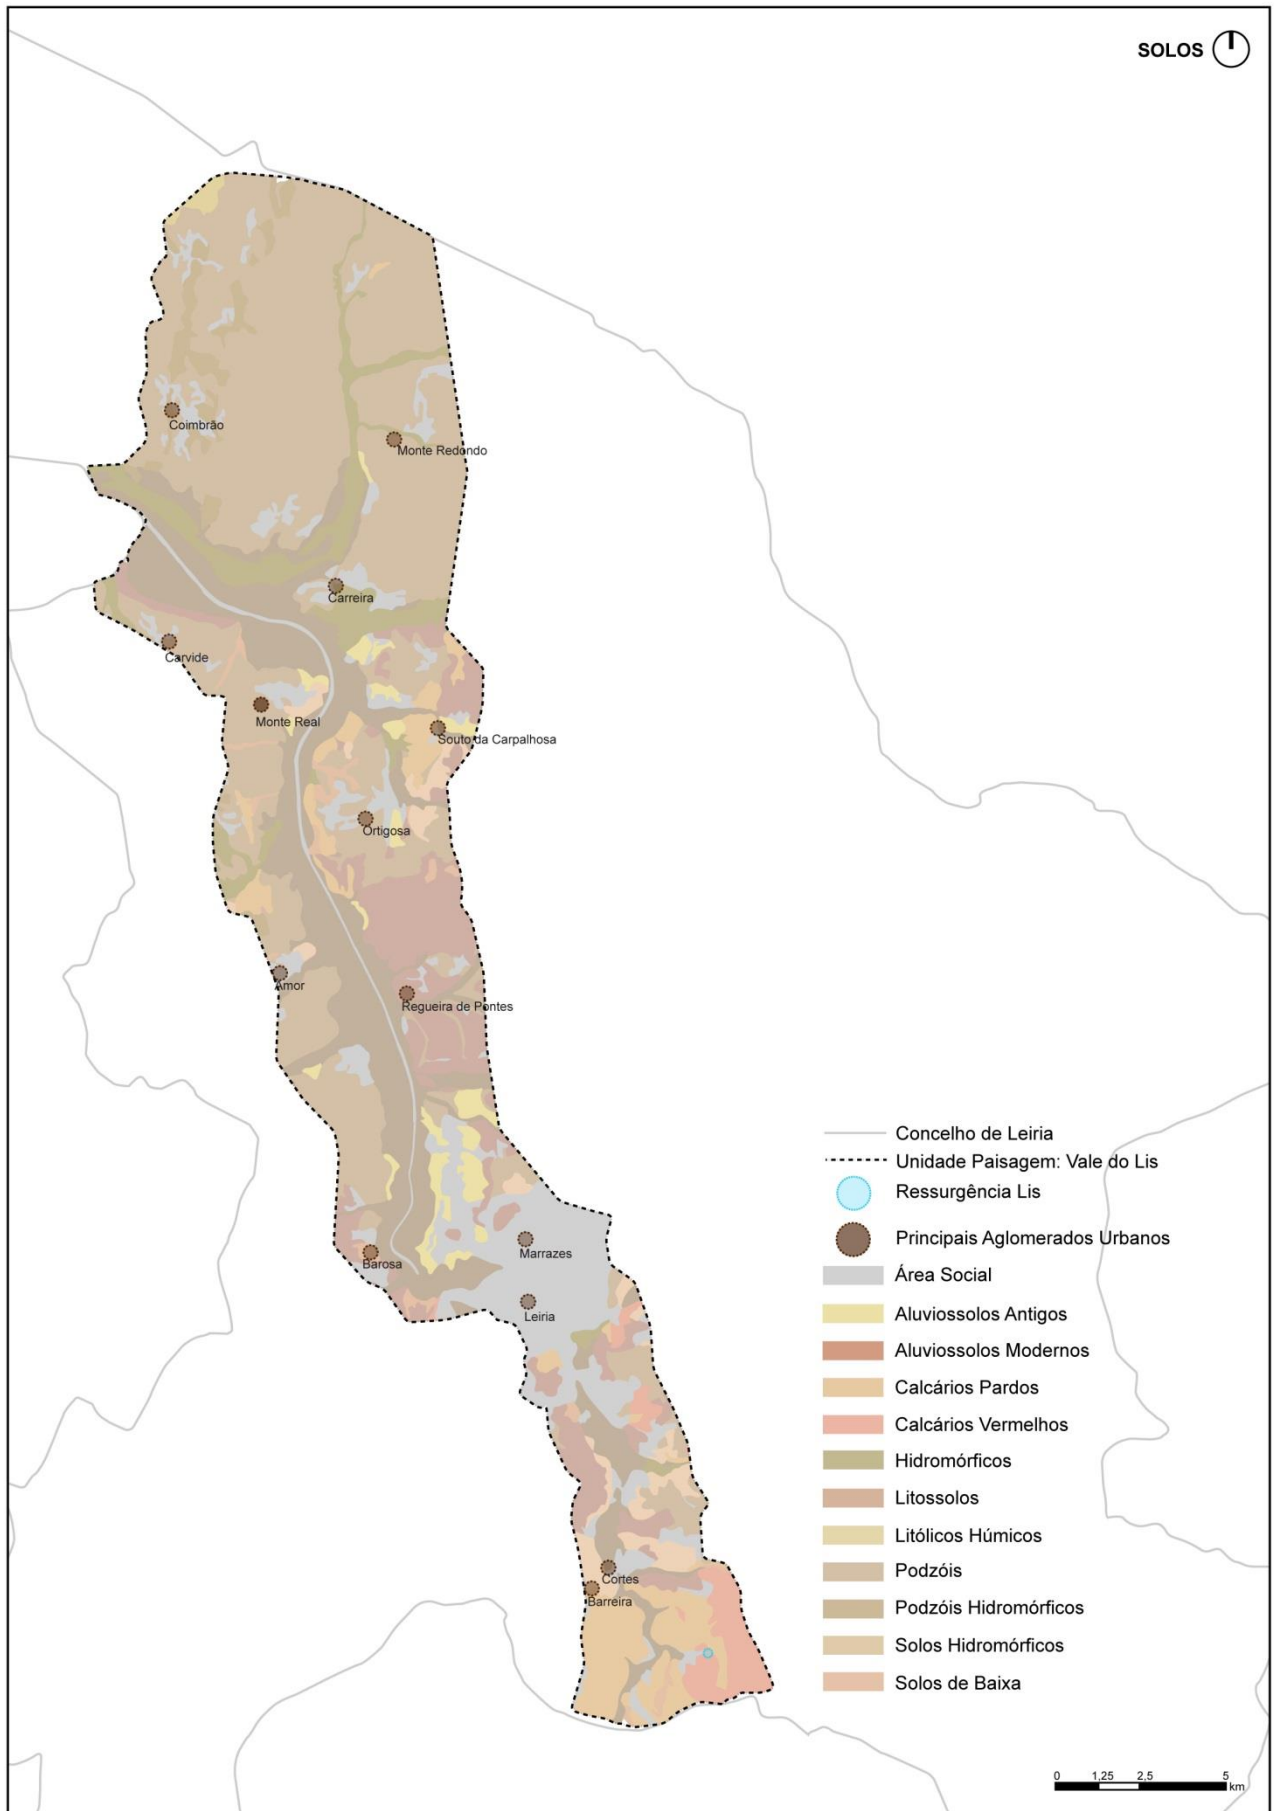 SOLOS
Coimbrão
Monte Redondo
Carreira
Carvide
Monte Real
Souto da Carpalhosa
Ortigosa
Amor
Regueira de Pontes
Marrazes
Barosa
Leiria
Cortes
Barreira
Concelho de Leiria
Unidade Paisagem: Vale do Lis
Ressurgência Lis
Principais Aglomerados Urbanos
Área Social
Aluviossolos Antigos
Aluviossolos Modernos
Calcários Pardos
Calcários Vermelhos
Hidromórficos
Litossolos
Litólicos Húmicos
Podzóis
Podzóis Hidromórficos
Solos Hidromórficos
Solos de Baixa
0 1,25 2,5 5
km